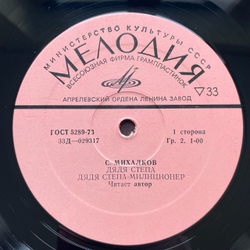 МИНИСТЕРСТВО КУЛЬТУРЫ СССР
МЕЛОДИЯ
ВСЕСОЮЗНАЯ ФИРМА ГРАМПЛАСТИНОК
33
АПРЕЛЕВСКИЙ ОРДЕНА ЛЕНИНА ЗАВОД
ГОСТ 5289-71
1 сторона
33Д—029317
Гр. 2. 1-00
С. МИХАЛКОВ
ДЯДЯ СТЕПА
ДЯДЯ СТЕПА-МИЛИЦИОНЕР
Читает автор